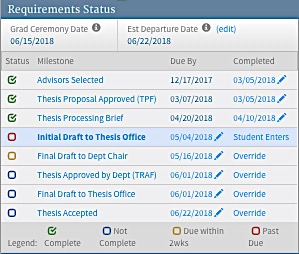 Requirements Status
Grad Ceremony Date Est Departure Date (edit)
06/15/2018 06/22/2018
Status Milestone Due By Completed
Advisors Selected 12/17/2017 03/05/2018
Thesis Proposal Approved (TPF) 03/07/2018 03/05/2018
Thesis Processing Brief 04/20/2018 04/10/2018
Initial Draft to Thesis Office 05/04/2018 Student Enters
Final Draft to Dept Chair 05/16/2018 Override
Thesis Approved by Dept (TRAF) 06/01/2018 Override
Final Draft to Thesis Office 06/01/2018 Override
Thesis Accepted 06/22/2018 Override
Legend: Complete Not Complete Due within 2wks Past Due